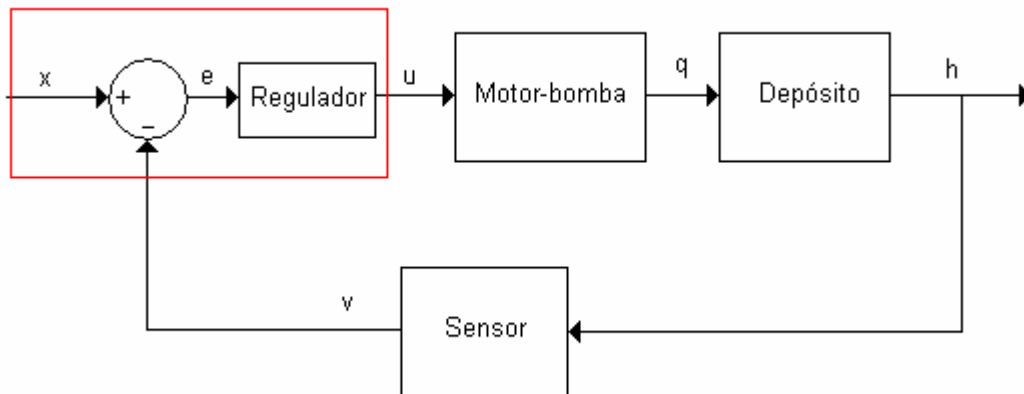 x
+
−
e
Regulador
u
Motor-bomba
q
Depósito
h
v
Sensor